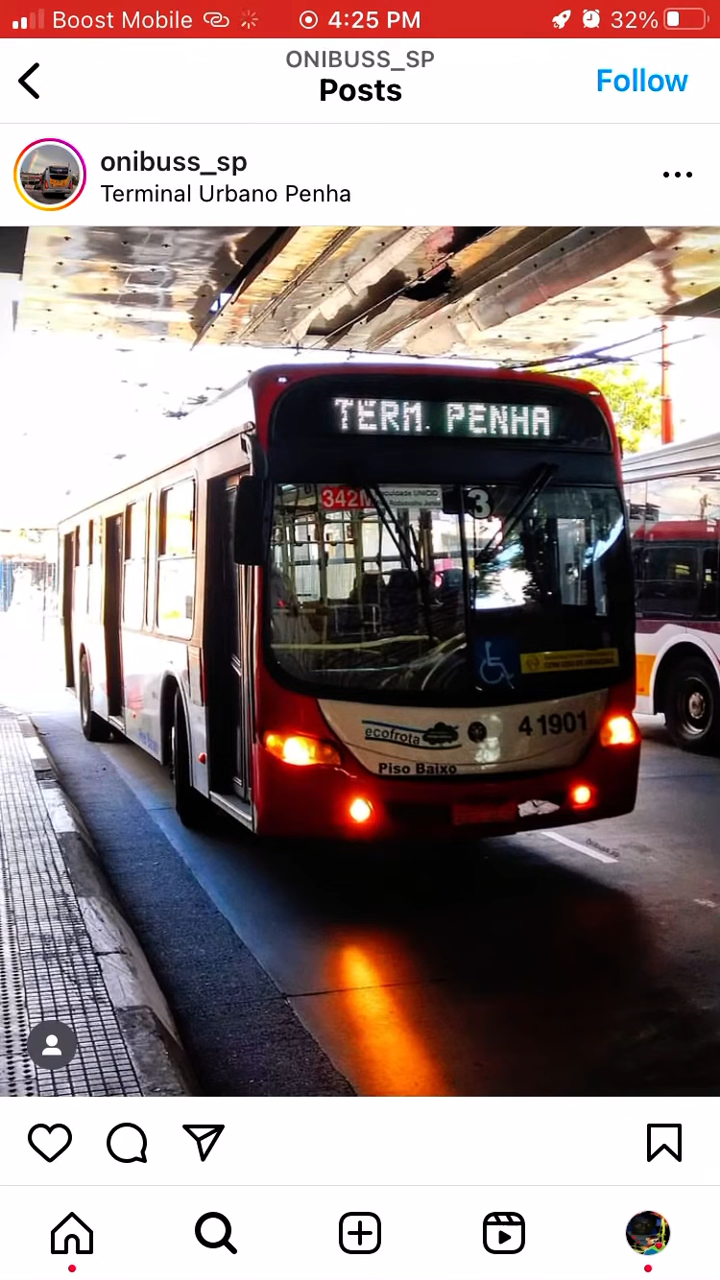 Boost Mobile
4:25 PM
32%
ONIBUSS_SP
Posts
Follow
onibuss_sp
Terminal Urbano Penha
TERM. PENHA
342M
3
ecofrota
41901
Piso Baixo